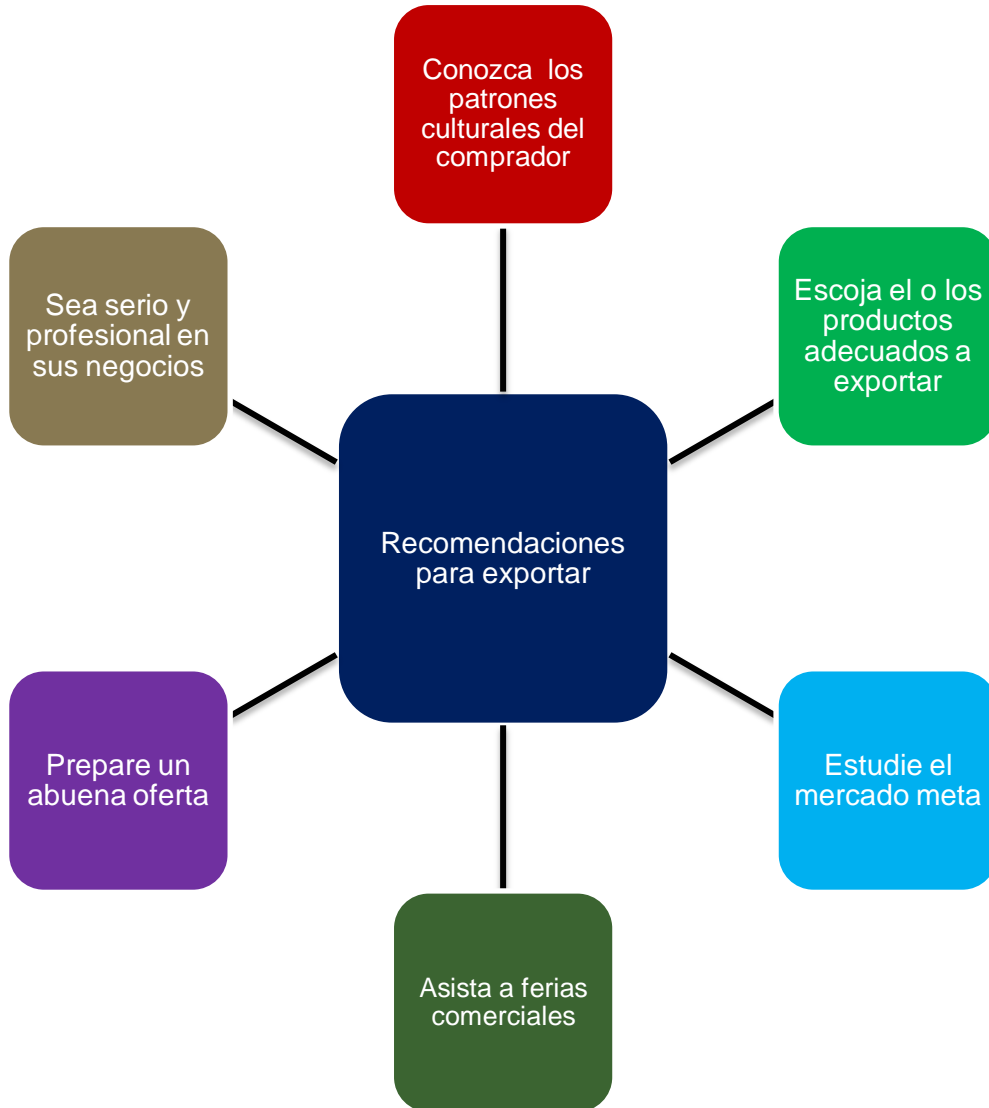 Conozca  los
patrones
culturales del
comprador
Sea serio y
profesional en
sus negocios
Escoja el o los
productos
adecuados a
exportar
Recomendaciones
para exportar
Prepare un
abuena oferta
Estudie el
mercado meta
Asista a ferias
comerciales